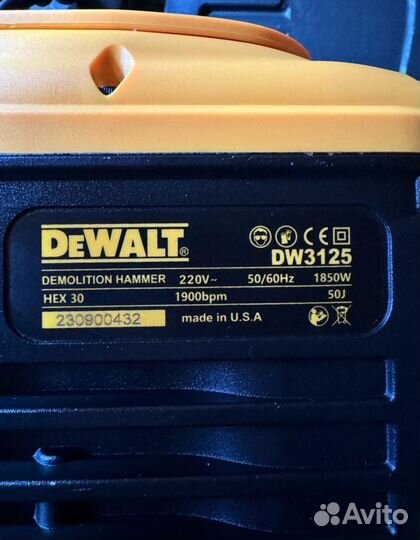 DEWALT®
DW3125
DEMOLITION HAMMER 220V~ 50/60Hz 1850W
HEX 30 1900bpm 50J
230900432 made in U.S.A
Avito